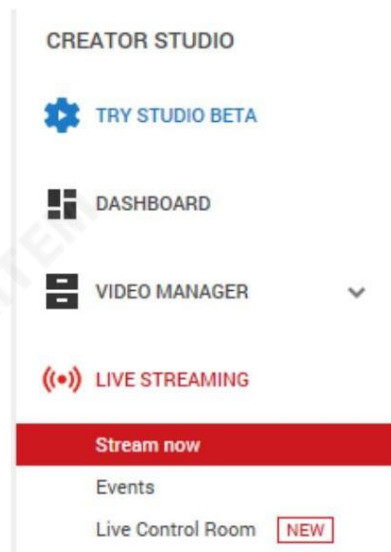 CREATOR STUDIO
TRY STUDIO BETA
DASHBOARD
VIDEO MANAGER
LIVE STREAMING
Stream now
Events
Live Control Room NEW